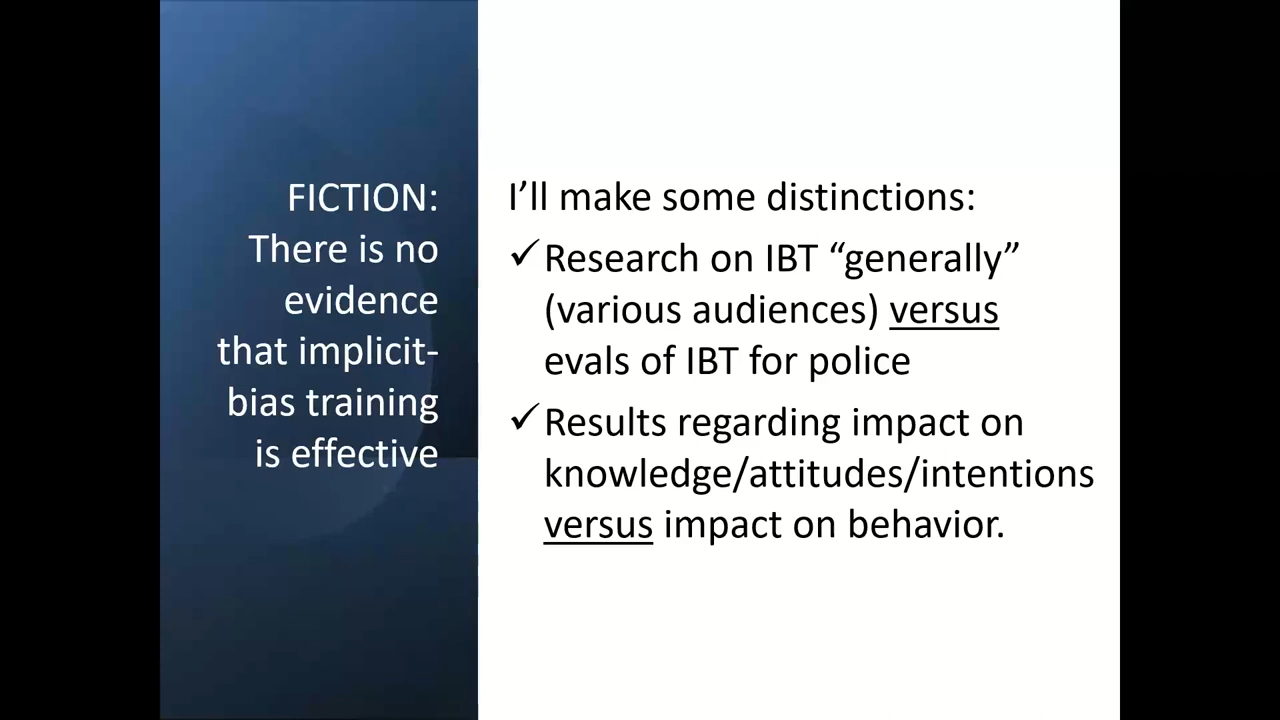 FICTION:
There is no
evidence
that implicit-
bias training
is effective
I’ll make some distinctions:
✓Research on IBT “generally”
(various audiences) versus
evals of IBT for police
✓Results regarding impact on
knowledge/attitudes/intentions
versus impact on behavior.